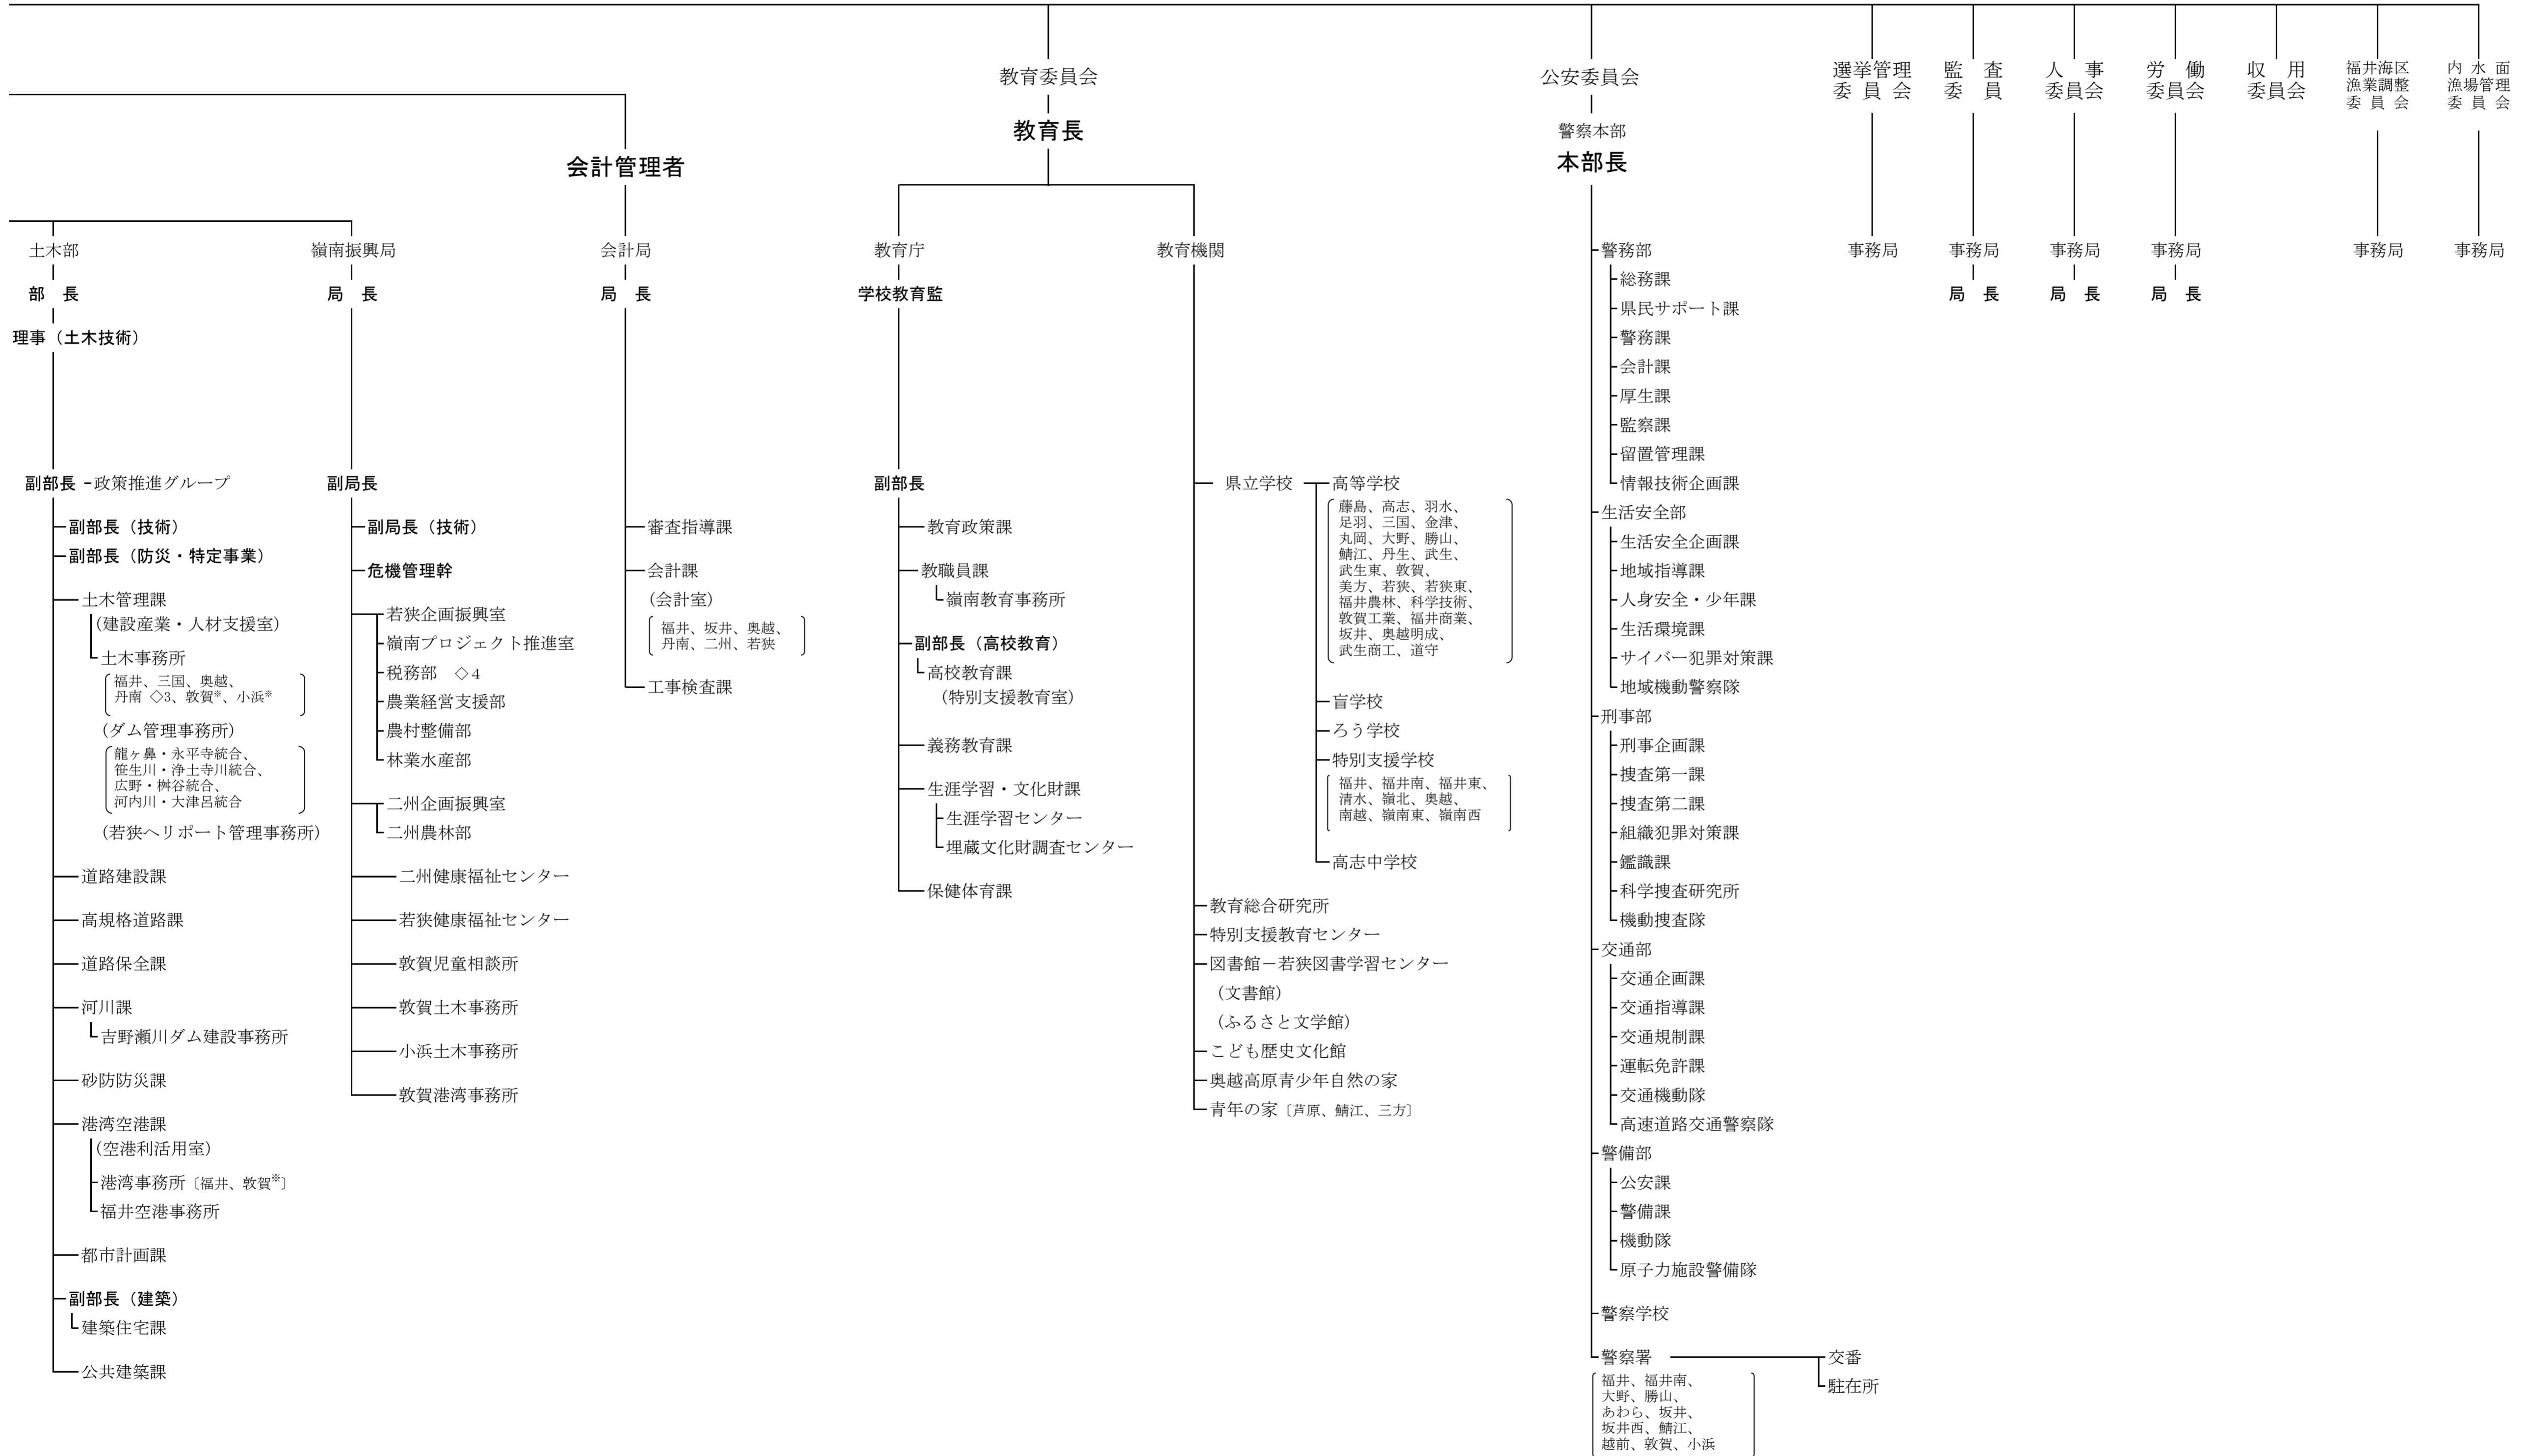 教育委員会
教育長
公安委員会
警察本部
本部長
選挙管理
委員会
監査
委員
人事
委員会
労働
委員会
収用
委員会
福井海区
漁業調整
委員会
内水面
漁場管理
委員会
会計管理者
土木部
部　長
理事（土木技術）
副部長
政策推進グループ
副部長（技術）
副部長（防災・特定事業）
土木管理課
（建設産業・人材支援室）
土木事務所
福井、三国、奥越、
丹南 ◇3、敦賀※、小浜※
（ダム管理事務所）
龍ヶ鼻・永平寺統合、
笹生川・浄土寺川統合、
広野・桝谷統合、
河内川・大津呂統合
（若狭ヘリポート管理事務所）
道路建設課
高規格道路課
道路保全課
河川課
吉野瀬川ダム建設事務所
砂防防災課
港湾空港課
（空港利活用室）
港湾事務所〔福井、敦賀※〕
福井空港事務所
都市計画課
副部長（建築）
建築住宅課
公共建築課
嶺南振興局
局　長
副局長
副局長（技術）
危機管理幹
若狭企画振興室
嶺南プロジェクト推進室
税務部　◇4
農業経営支援部
農村整備部
林業水産部
二州企画振興室
二州農林部
二州健康福祉センター
若狭健康福祉センター
敦賀児童相談所
敦賀土木事務所
小浜土木事務所
敦賀港湾事務所
会計局
局　長
審査指導課
会計課
（会計室）
福井、坂井、奥越、
丹南、二州、若狭
工事検査課
教育庁
学校教育監
副部長
教育政策課
教職員課
嶺南教育事務所
副部長（高校教育）
高校教育課
（特別支援教育室）
義務教育課
生涯学習・文化財課
生涯学習センター
埋蔵文化財調査センター
保健体育課
教育機関
県立学校
高等学校
藤島、高志、羽水、
足羽、三国、金津、
丸岡、大野、勝山、
鯖江、丹生、武生、
武生東、敦賀、
美方、若狭、若狭東、
福井農林、科学技術、
敦賀工業、福井商業、
坂井、奥越明成、
武生商工、道守
盲学校
ろう学校
特別支援学校
福井、福井南、福井東、
清水、嶺北、奥越、
南越、嶺南東、嶺南西
高志中学校
教育総合研究所
特別支援教育センター
図書館－若狭図書学習センター
（文書館）
（ふるさと文学館）
こども歴史文化館
奥越高原青少年自然の家
青年の家〔芦原、鯖江、三方〕
警務部
総務課
県民サポート課
警務課
会計課
厚生課
監察課
留置管理課
情報技術企画課
生活安全部
生活安全企画課
地域指導課
人身安全・少年課
生活環境課
サイバー犯罪対策課
地域機動警察隊
刑事部
刑事企画課
捜査第一課
捜査第二課
組織犯罪対策課
鑑識課
科学捜査研究所
機動捜査隊
交通部
交通企画課
交通指導課
交通規制課
運転免許課
交通機動隊
高速道路交通警察隊
警備部
公安課
警備課
機動隊
原子力施設警備隊
警察学校
警察署
福井、福井南、
大野、勝山、
あわら、坂井、
坂井西、鯖江、
越前、敦賀、小浜
交番
駐在所
事務局
事務局
局　長
事務局
局　長
事務局
局　長
事務局
事務局